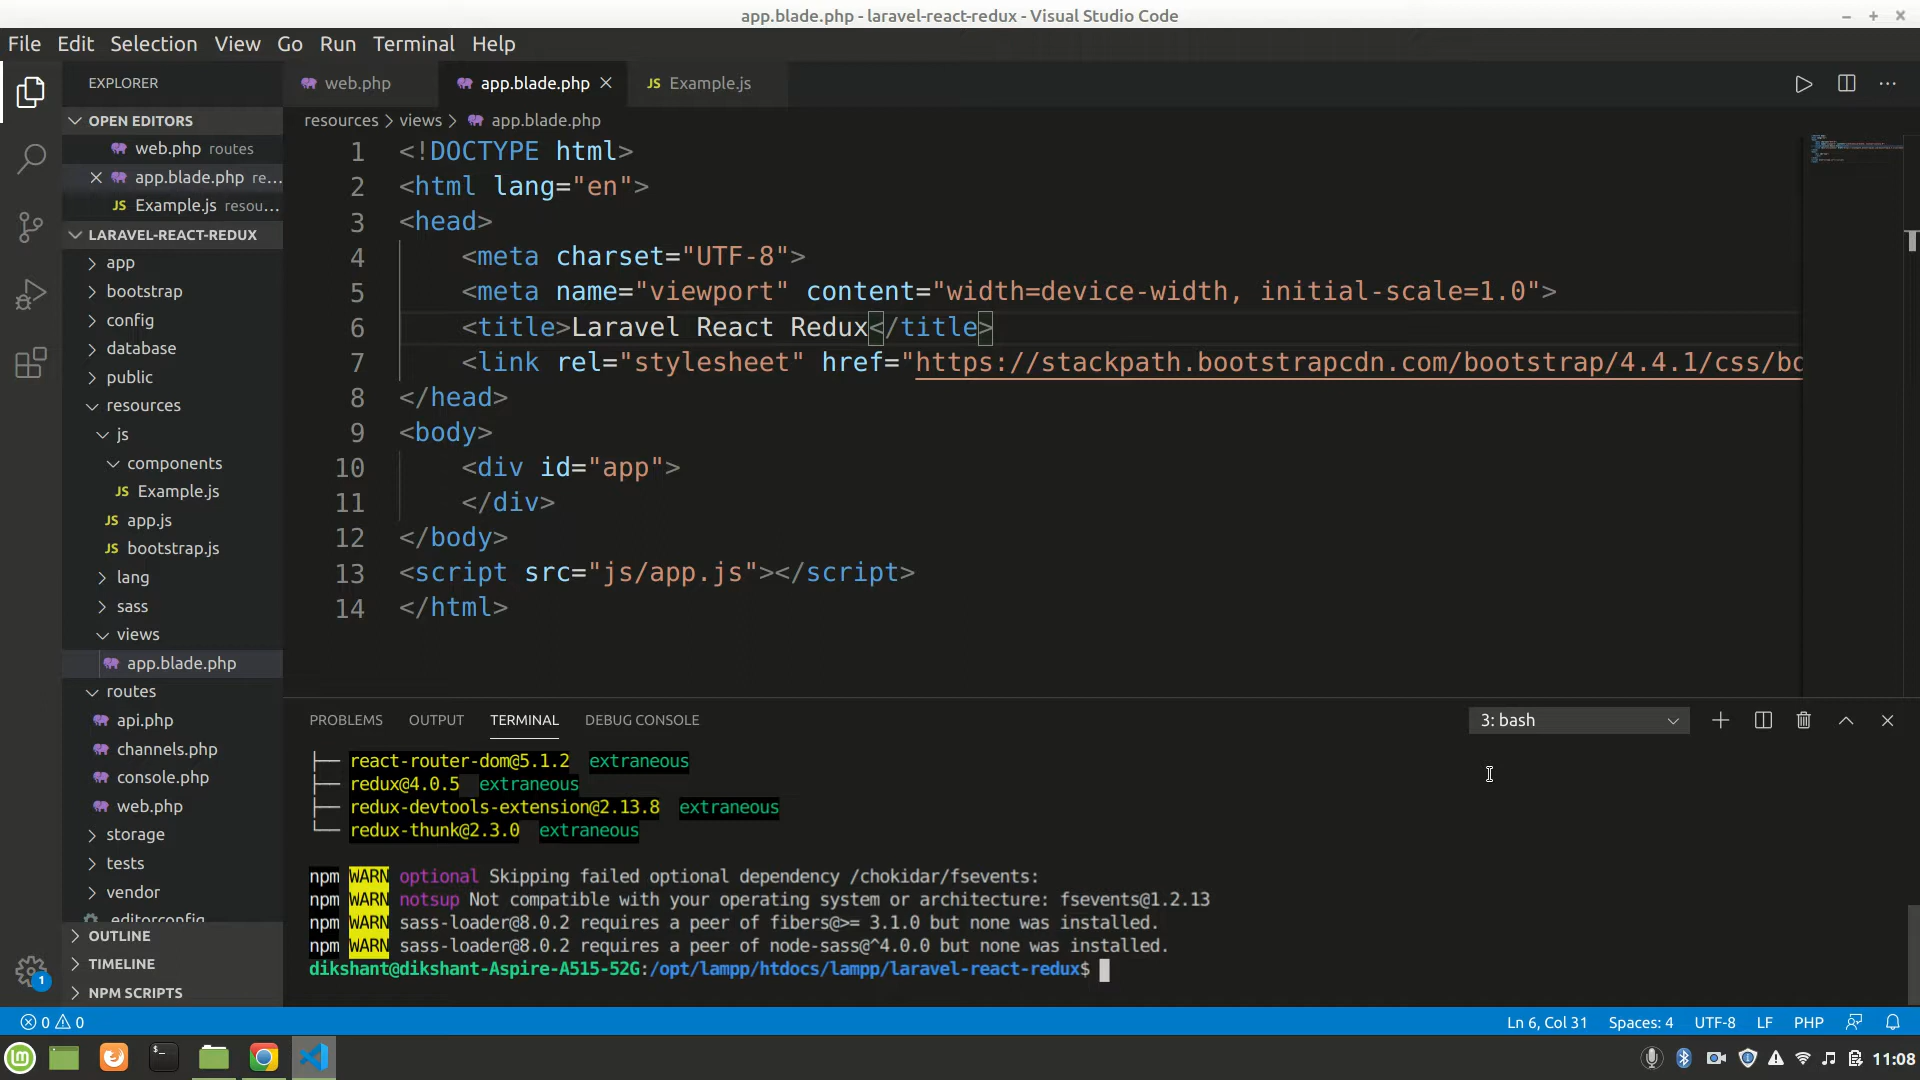 app.blade.php - laravel-react-redux - Visual Studio Code
File Edit Selection View Go Run Terminal Help
EXPLORER
OPEN EDITORS
web.php routes
app.blade.php re...
JS Example.js resou...
LARAVEL-REACT-REDUX
app
bootstrap
config
database
public
resources
js
components
JS Example.js
JS app.js
JS bootstrap.js
lang
sass
views
app.blade.php
routes
api.php
channels.php
console.php
web.php
storage
tests
vendor
.editorconfig
OUTLINE
TIMELINE
NPM SCRIPTS
web.php app.blade.php JS Example.js
resources > views > app.blade.php
1 <!DOCTYPE html>
2 <html lang="en">
3 <head>
4 <meta charset="UTF-8">
5 <meta name="viewport" content="width=device-width, initial-scale=1.0">
6 <title>Laravel React Redux</title>
7 <link rel="stylesheet" href="https://stackpath.bootstrapcdn.com/bootstrap/4.4.1/css/bo
8 </head>
9 <body>
10 <div id="app">
11 </div>
12 </body>
13 <script src="js/app.js"></script>
14 </html>
PROBLEMS OUTPUT TERMINAL DEBUG CONSOLE 3: bash
├── react-router-dom@5.1.2 extraneous
├── redux@4.0.5 extraneous
├── redux-devtools-extension@2.13.8 extraneous
└── redux-thunk@2.3.0 extraneous
npm WARN optional Skipping failed optional dependency /chokidar/fsevents:
npm WARN notsup Not compatible with your operating system or architecture: fsevents@1.2.13
npm WARN sass-loader@8.0.2 requires a peer of fibers@>= 3.1.0 but none was installed.
npm WARN sass-loader@8.0.2 requires a peer of node-sass@^4.0.0 but none was installed.
dikshant@dikshant-Aspire-A515-52G:/opt/lampp/htdocs/lampp/laravel-react-redux$
1
0 0 Ln 6, Col 31 Spaces: 4 UTF-8 LF PHP
11:08